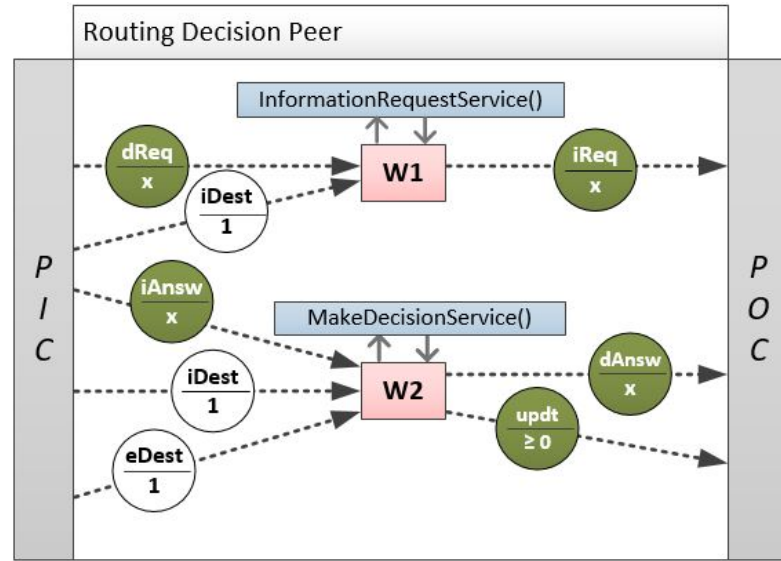 Routing Decision Peer
InformationRequestService()
dReq
x
W1
iReq
x
iDest
1
P
I
C
P
O
C
iAnsw
x
MakeDecisionService()
iDest
1
W2
dAnsw
x
updt
≥ 0
eDest
1